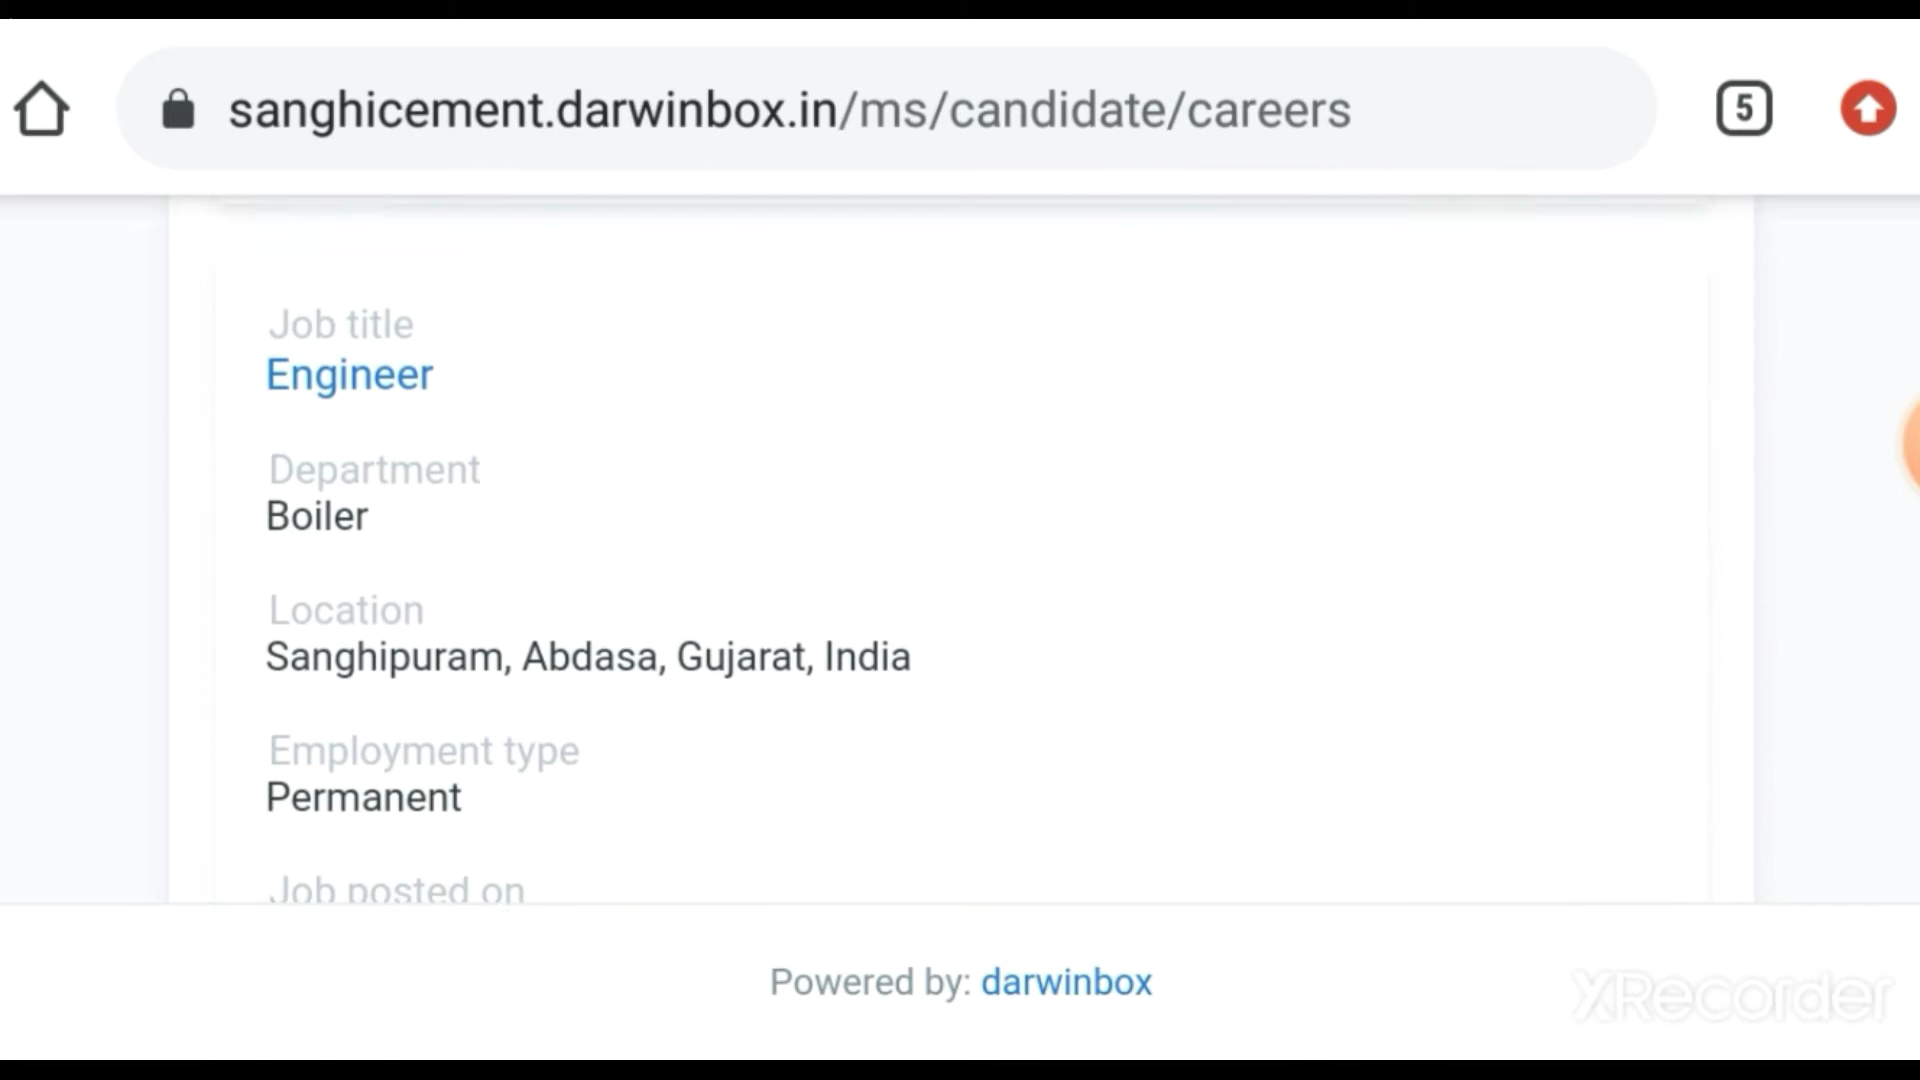 sanghicement.darwinbox.in/ms/candidate/careers
5
Job title
Engineer
Department
Boiler
Location
Sanghipuram, Abdasa, Gujarat, India
Employment type
Permanent
Job posted on
Powered by: darwinbox
XRecorder